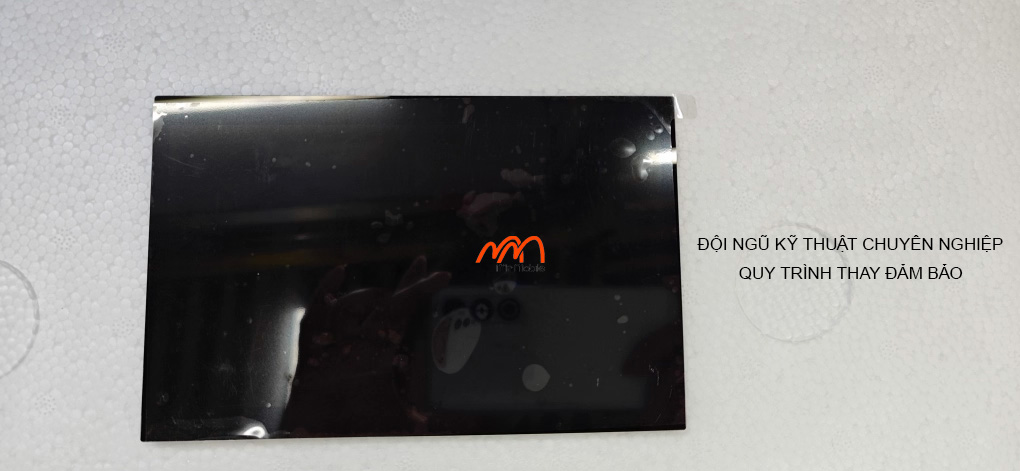 ĐỘI NGŨ KỸ THUẬT CHUYÊN NGHIỆP
QUY TRÌNH THAY ĐẢM BẢO